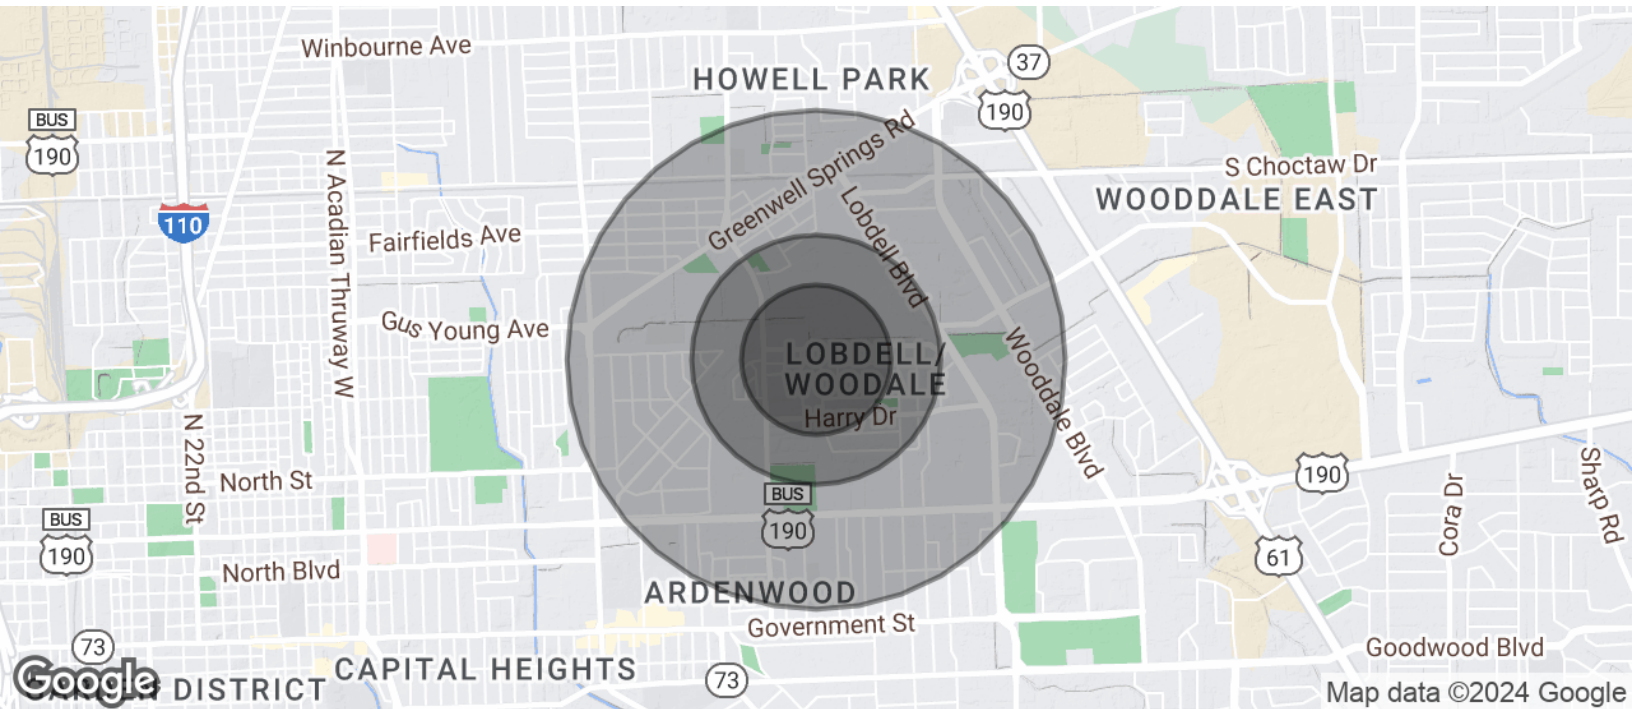 Winbourne Ave
37
HOWELL PARK
190
BUS
190
Greenwell Springs Rd
S Choctaw Dr
N Acadian Thruway W
WOODDALE EAST
110
Lobdell Blvd
Fairfields Ave
Gus Young Ave
LOBDELL/
WOODALE
Wooddale Blvd
Harry Dr
N 22nd St
North St
190
Sharp Rd
Cora Dr
BUS
190
BUS
190
61
North Blvd
ARDENWOOD
Government St
73
Goodwood Blvd
CAPITAL HEIGHTS
73
Google
DISTRICT
Map data ©2024 Google